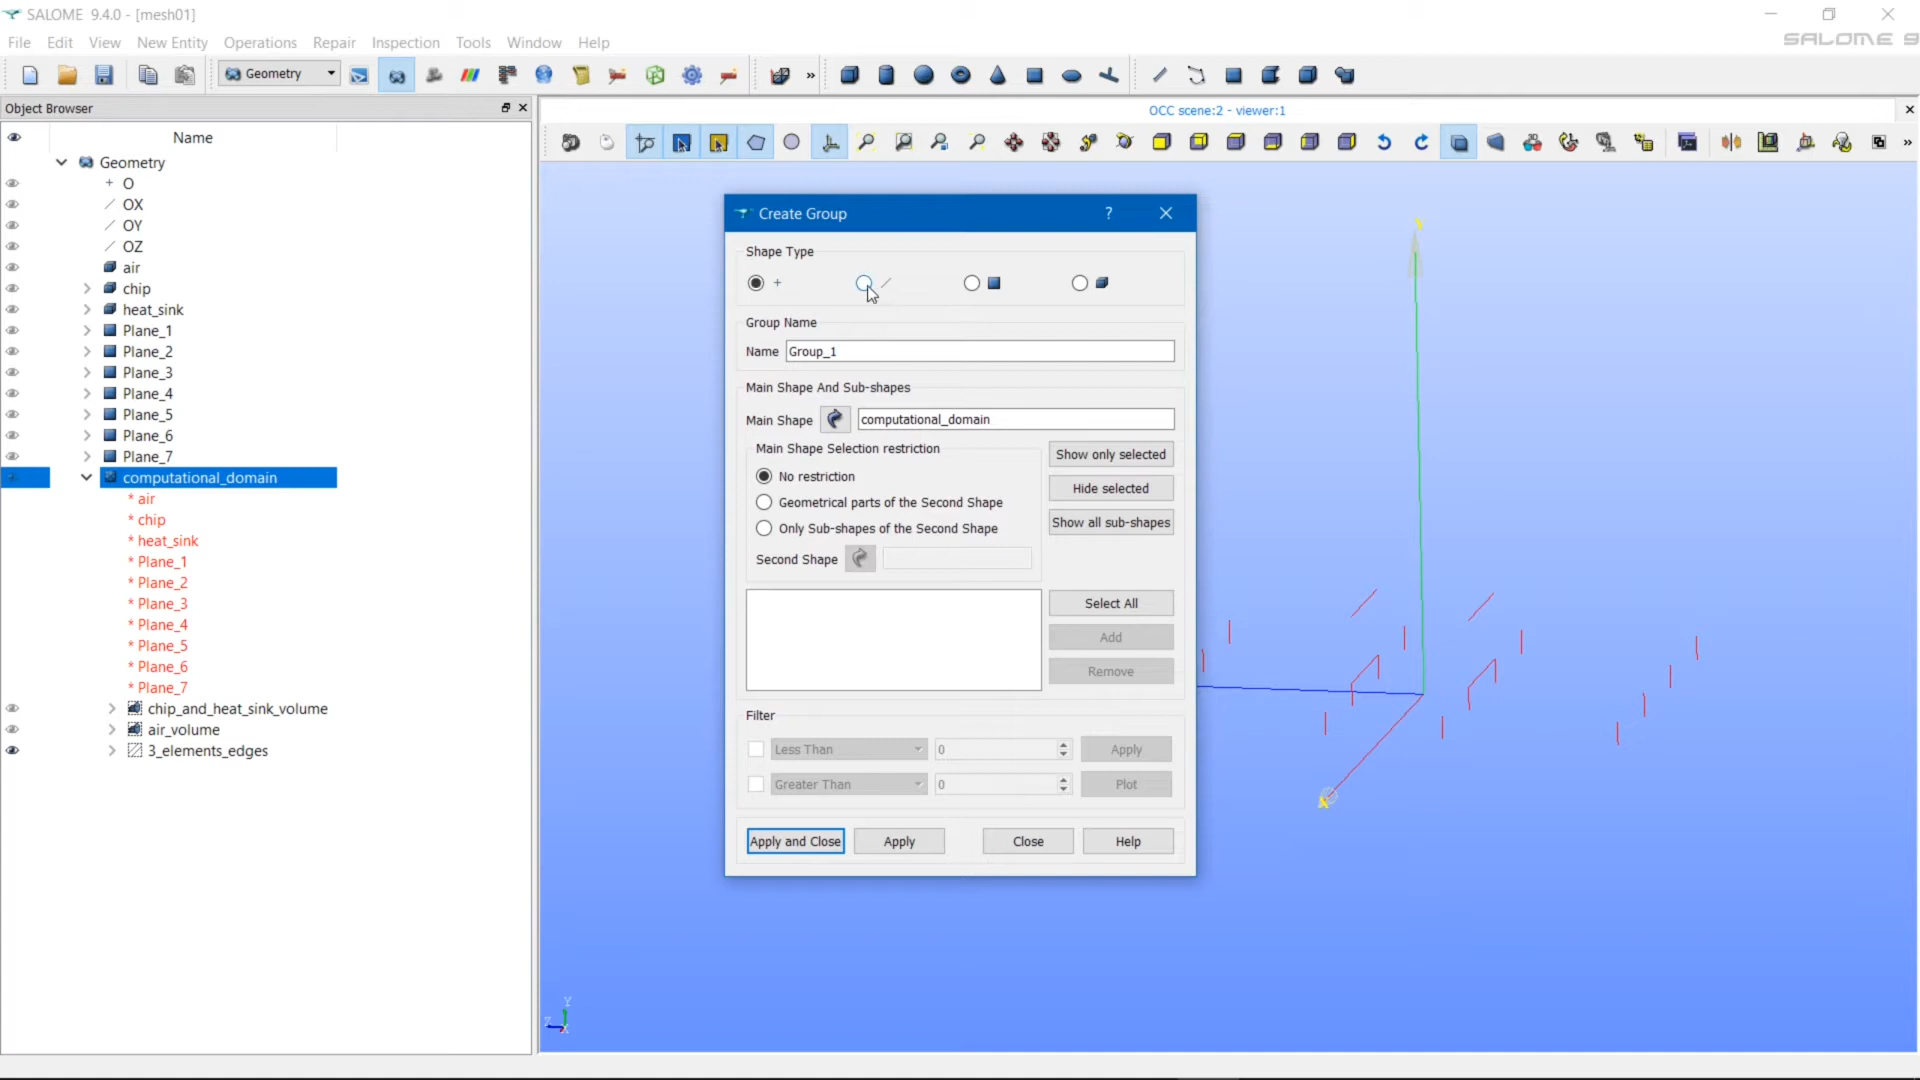 SALOME 9.4.0 - [mesh01]
File Edit View New Entity Operations Repair Inspection Tools Window Help
SALOME 9
Geometry
»
Object Browser
OCC scene:2 - viewer:1
»
Name
Geometry
O
OX
OY
OZ
air
chip
heat_sink
Plane_1
Plane_2
Plane_3
Plane_4
Plane_5
Plane_6
Plane_7
computational_domain
* air
* chip
* heat_sink
* Plane_1
* Plane_2
* Plane_3
* Plane_4
* Plane_5
* Plane_6
* Plane_7
chip_and_heat_sink_volume
air_volume
3_elements_edges
Create Group
?
Shape Type
Group Name
Name Group_1
Main Shape And Sub-shapes
Main Shape computational_domain
Main Shape Selection restriction
No restriction
Geometrical parts of the Second Shape
Only Sub-shapes of the Second Shape
Second Shape
Show only selected
Hide selected
Show all sub-shapes
Select All
Add
Remove
Filter
Less Than 0 Apply
Greater Than 0 Plot
Apply and Close Apply Close Help
Y
Z X